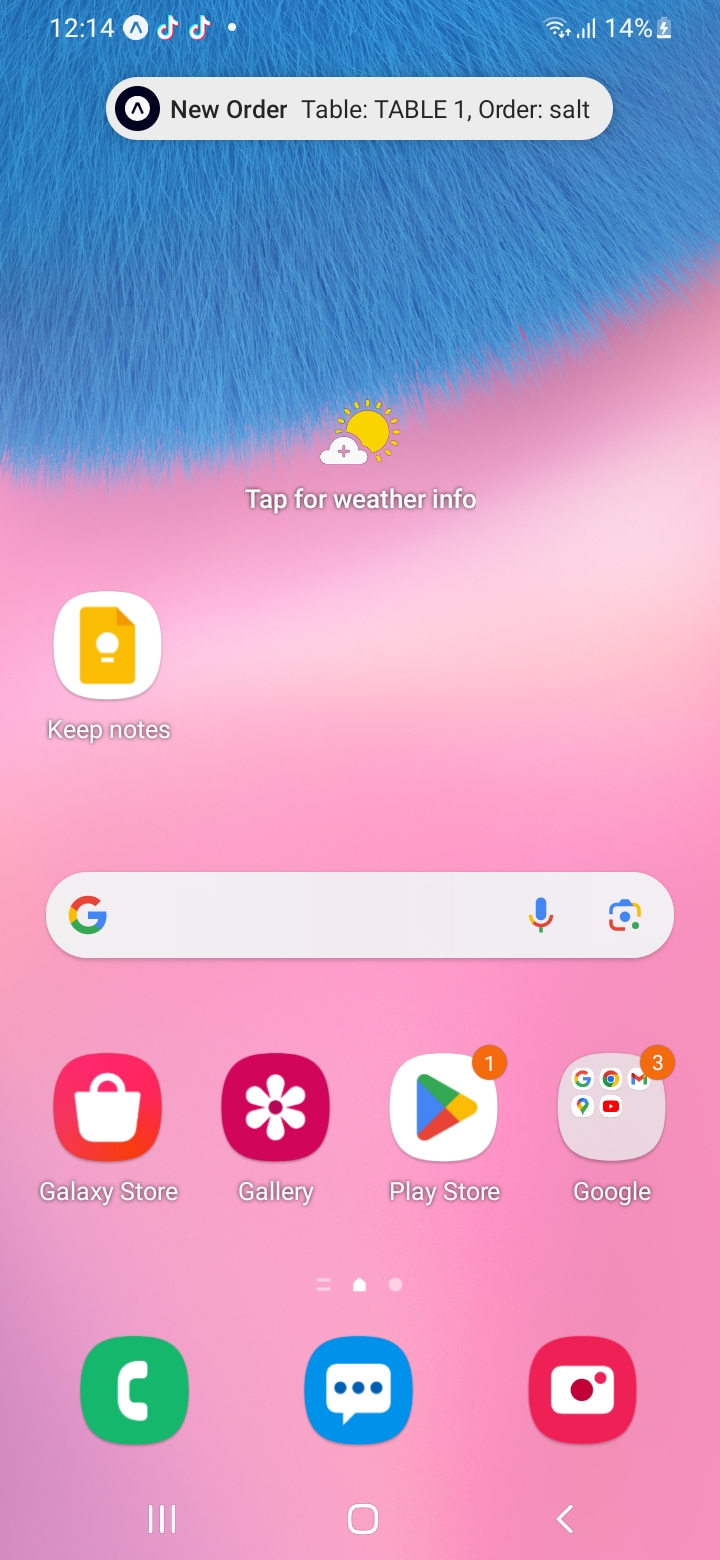 12:14 14%
New Order Table: TABLE 1, Order: salt
Tap for weather info
Keep notes
1 3
Galaxy Store Gallery Play Store Google